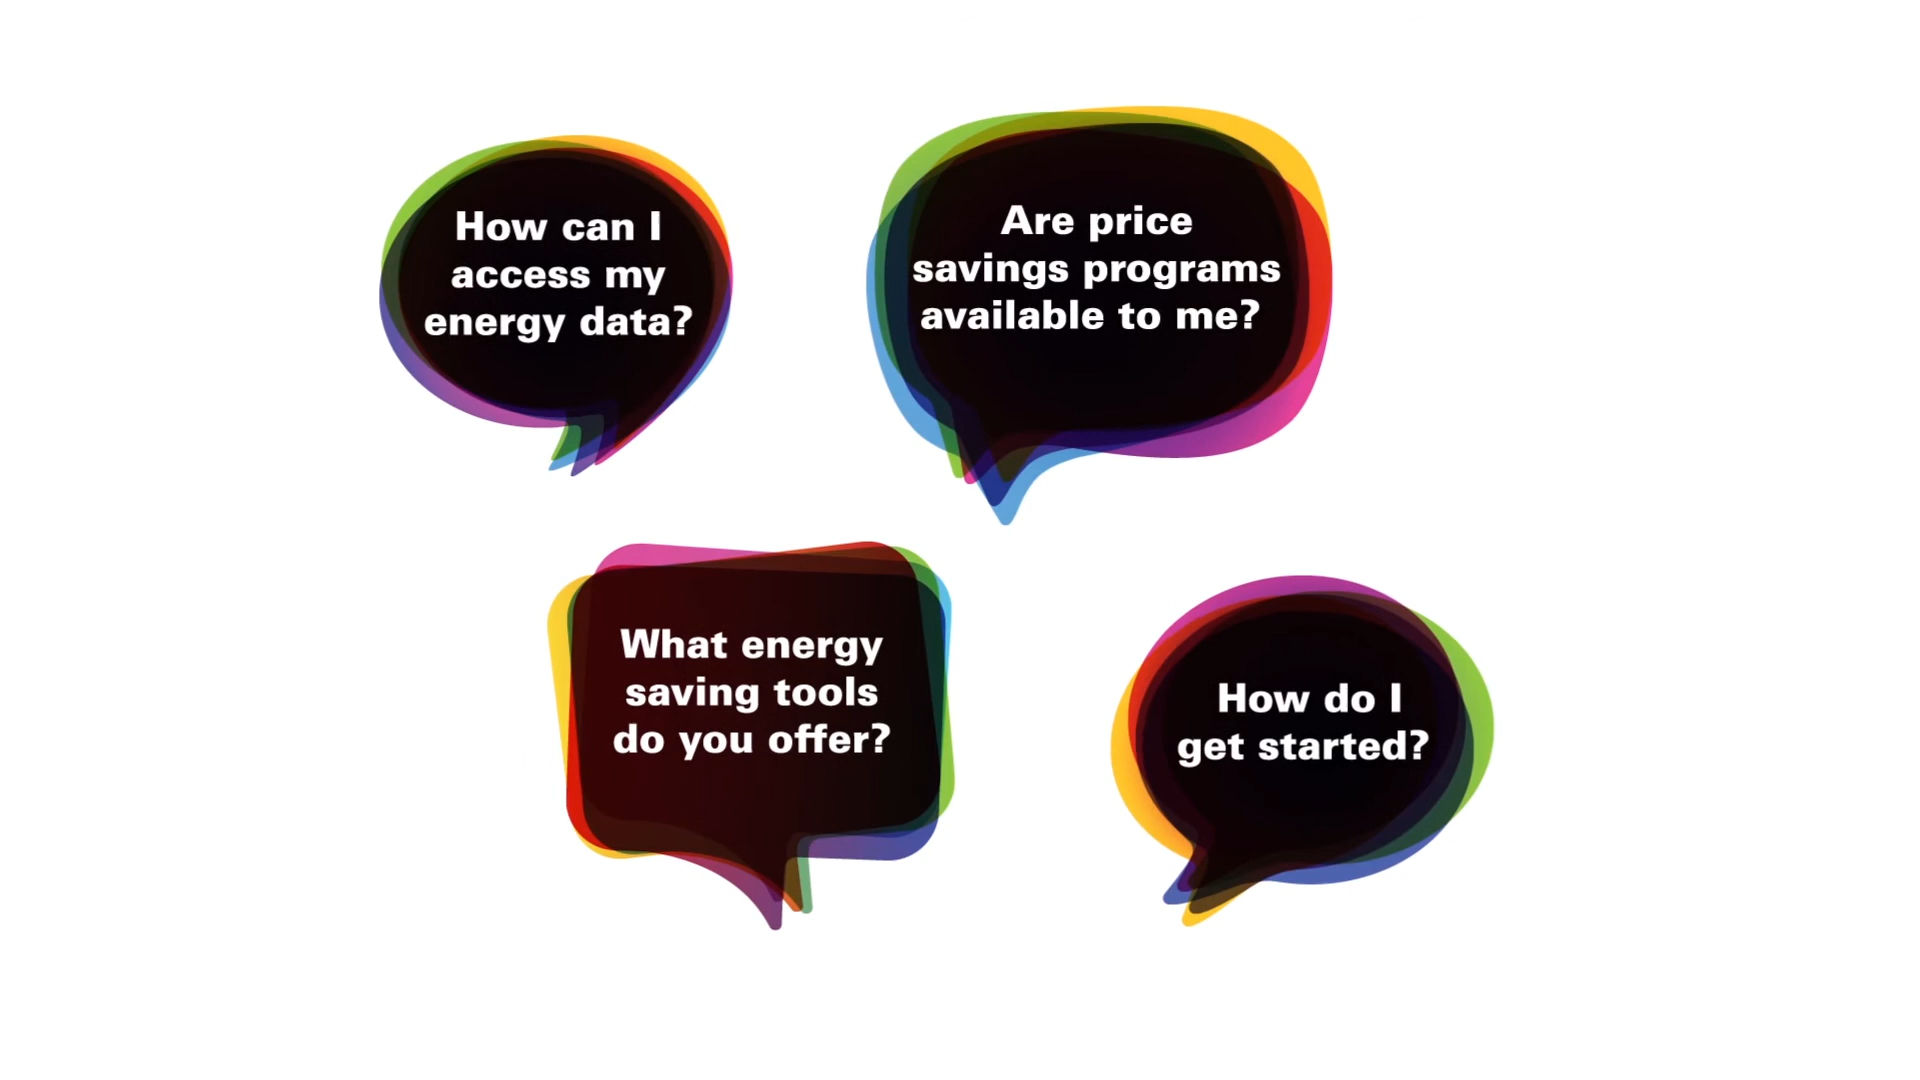 How can I
access my
energy data?
Are price
savings programs
available to me?
What energy
saving tools
do you offer?
How do I
get started?